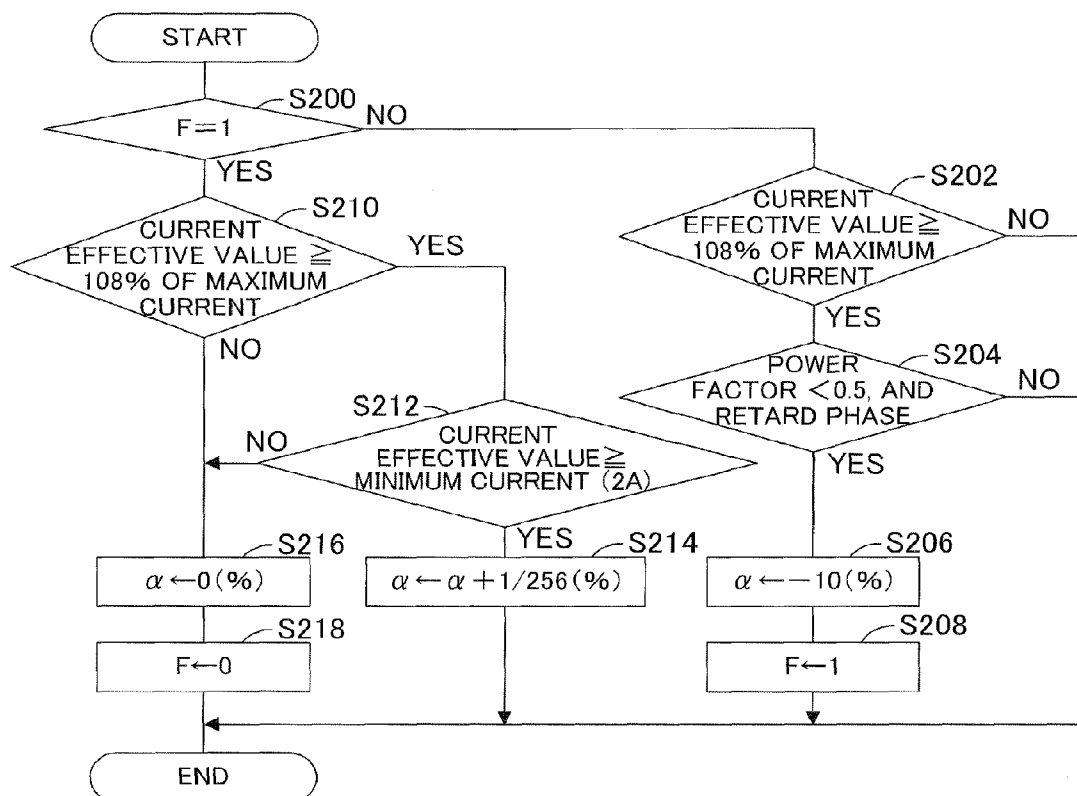 START
S200
F=1
NO
YES
S210
CURRENT
EFFECTIVE VALUE ≧
108% OF MAXIMUM
CURRENT
YES
NO
S202
CURRENT
EFFECTIVE VALUE≧
108% OF MAXIMUM
CURRENT
NO
YES
S204
POWER
FACTOR <0.5, AND
RETARD PHASE
NO
YES
S212
CURRENT
EFFECTIVE VALUE≧
MINIMUM CURRENT (2A)
NO
YES
S216
α←0(%)
S214
α←α+1/256(%)
S206
α←-10(%)
S218
F←0
S208
F←1
END